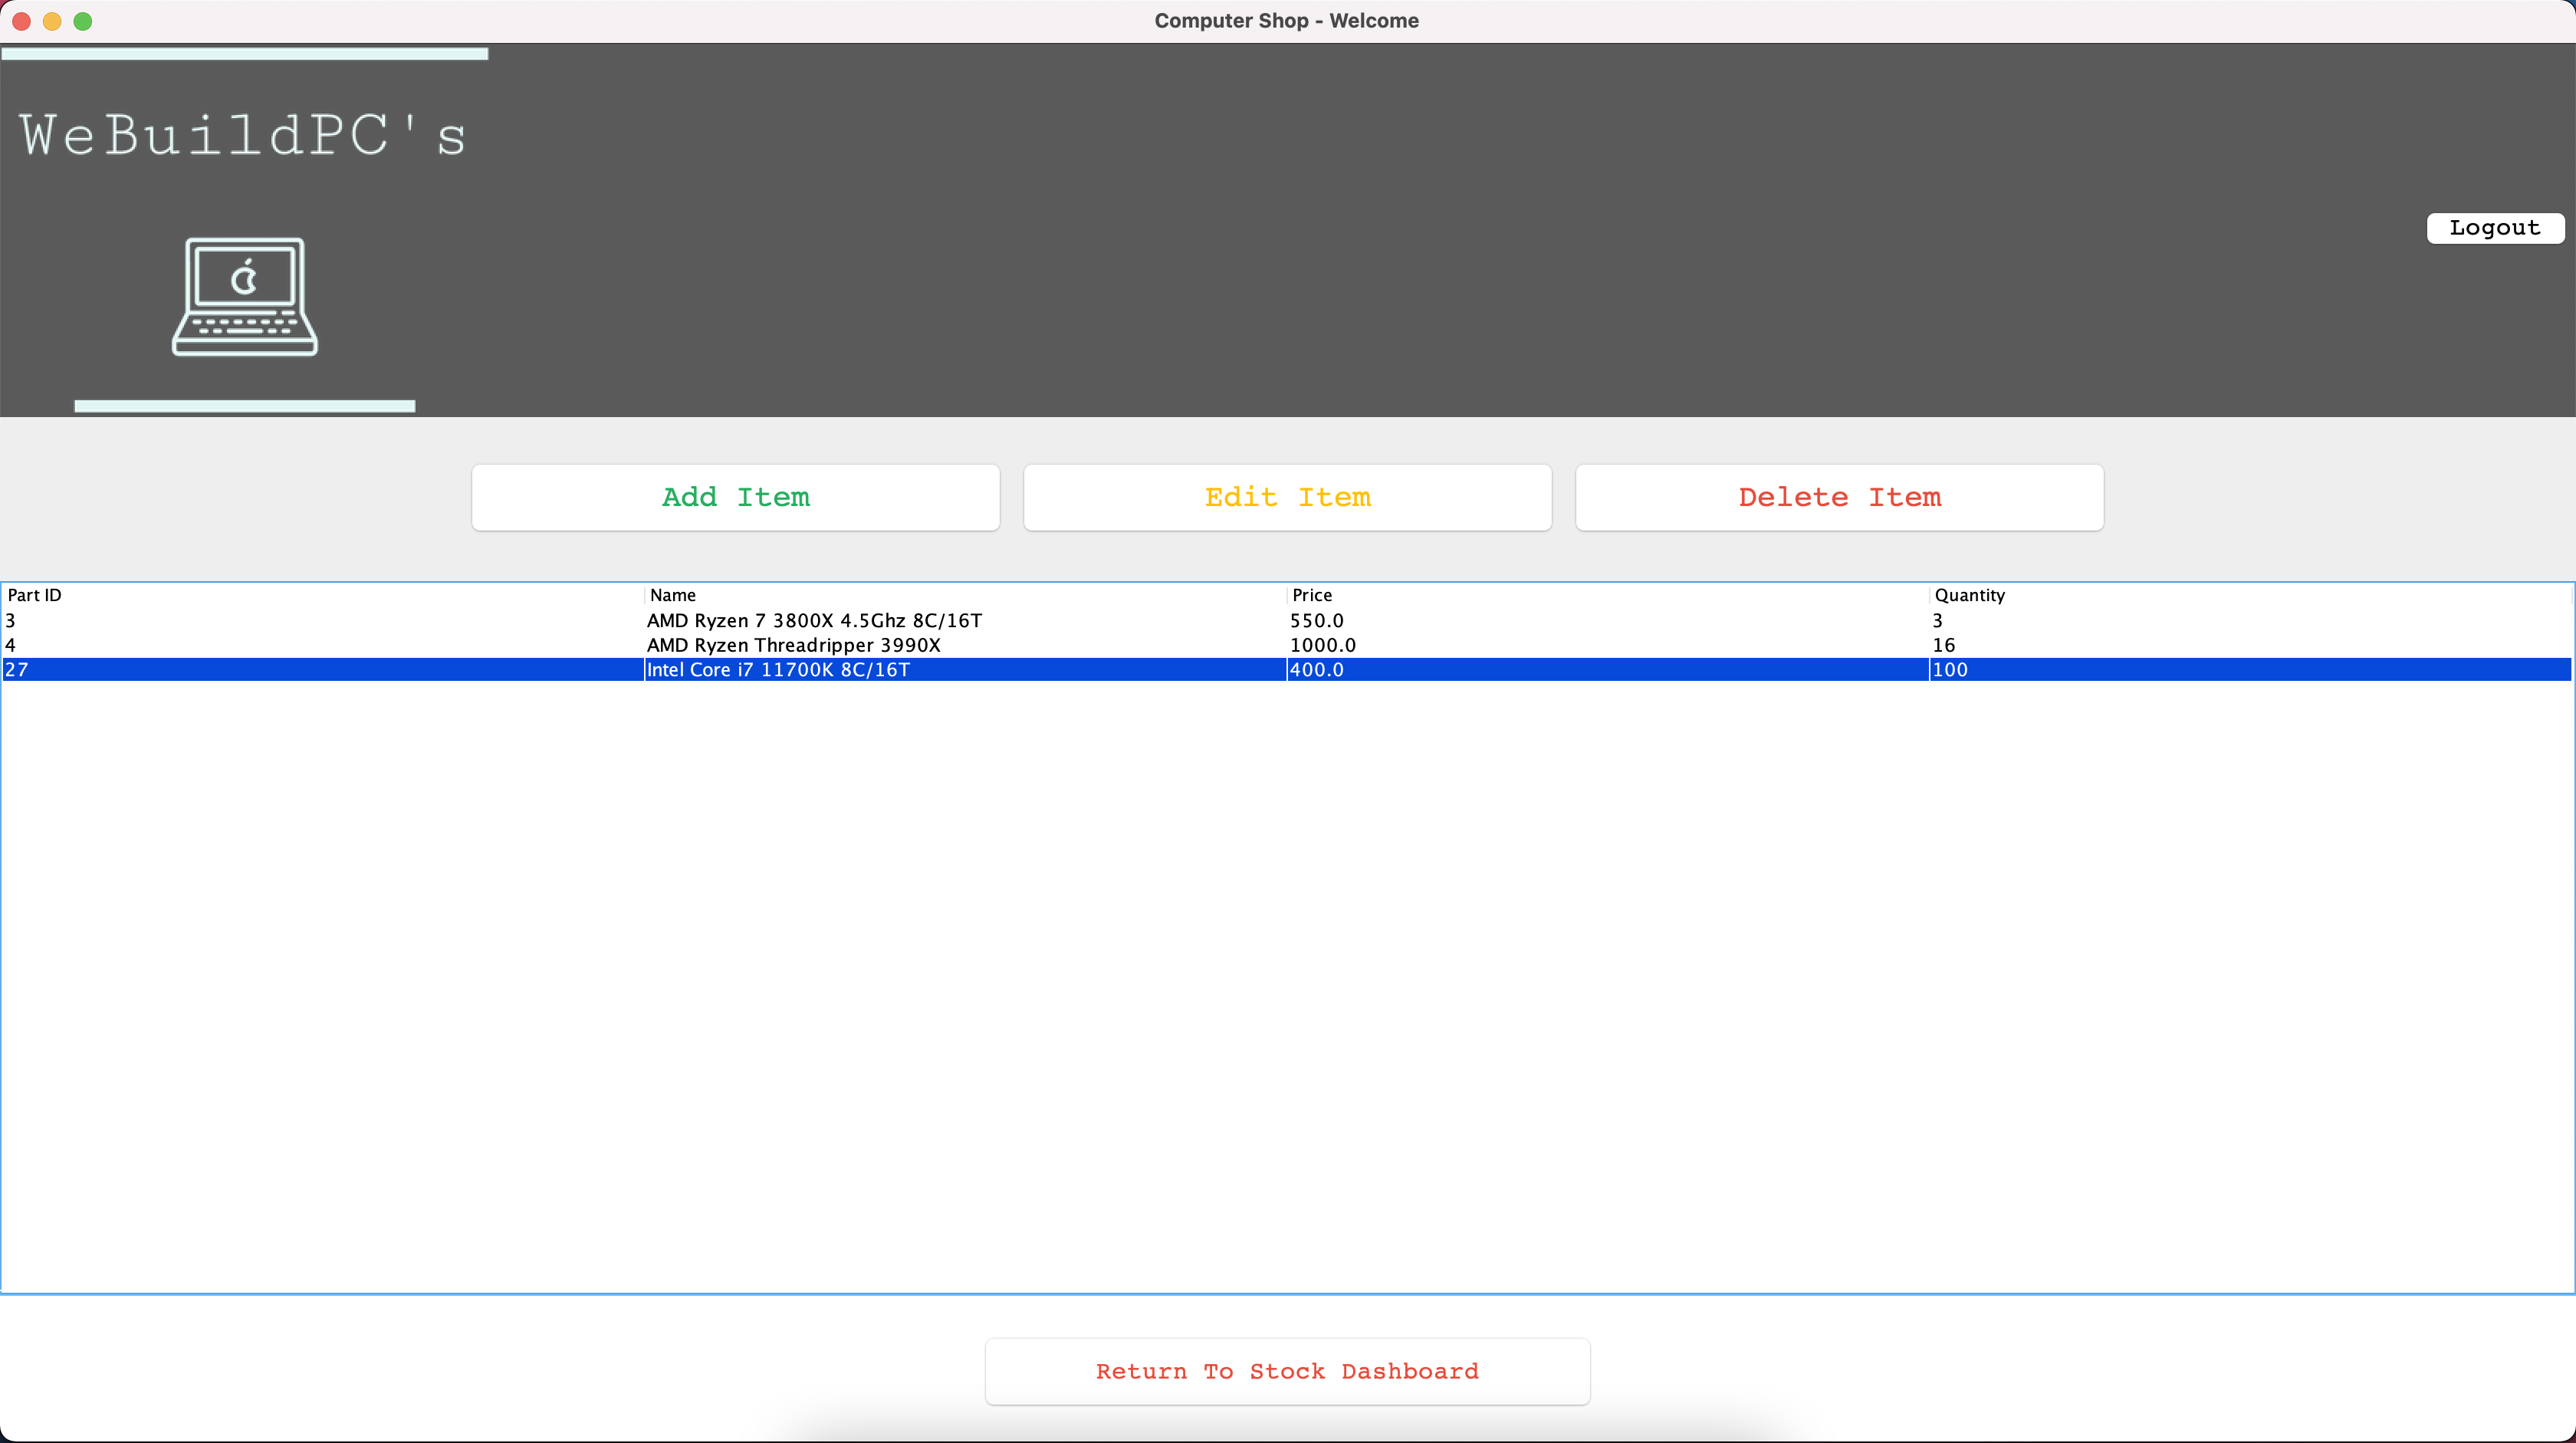 Computer Shop - Welcome
WeBuildPC's
Logout
Add Item Edit Item Delete Item
Part ID Name Price Quantity
3 AMD Ryzen 7 3800X 4.5Ghz 8C/16T 550.0 3
4 AMD Ryzen Threadripper 3990X 1000.0 16
27 Intel Core i7 11700K 8C/16T 400.0 100
Return To Stock Dashboard